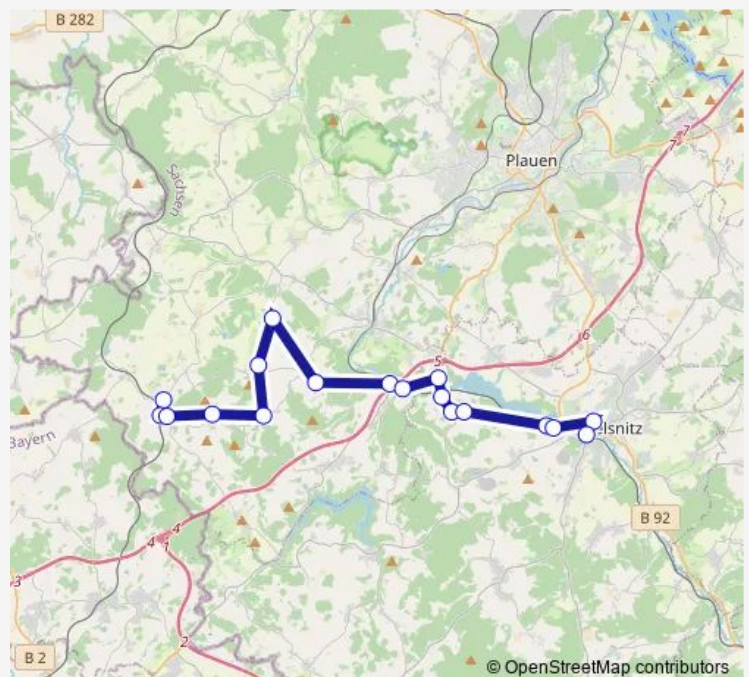 B 282
Sachsen
7
7
Plauen
6
5
Bayern
elsnitz
B 92
4
4
1
3
2
B 2
© OpenStreetMap contributors